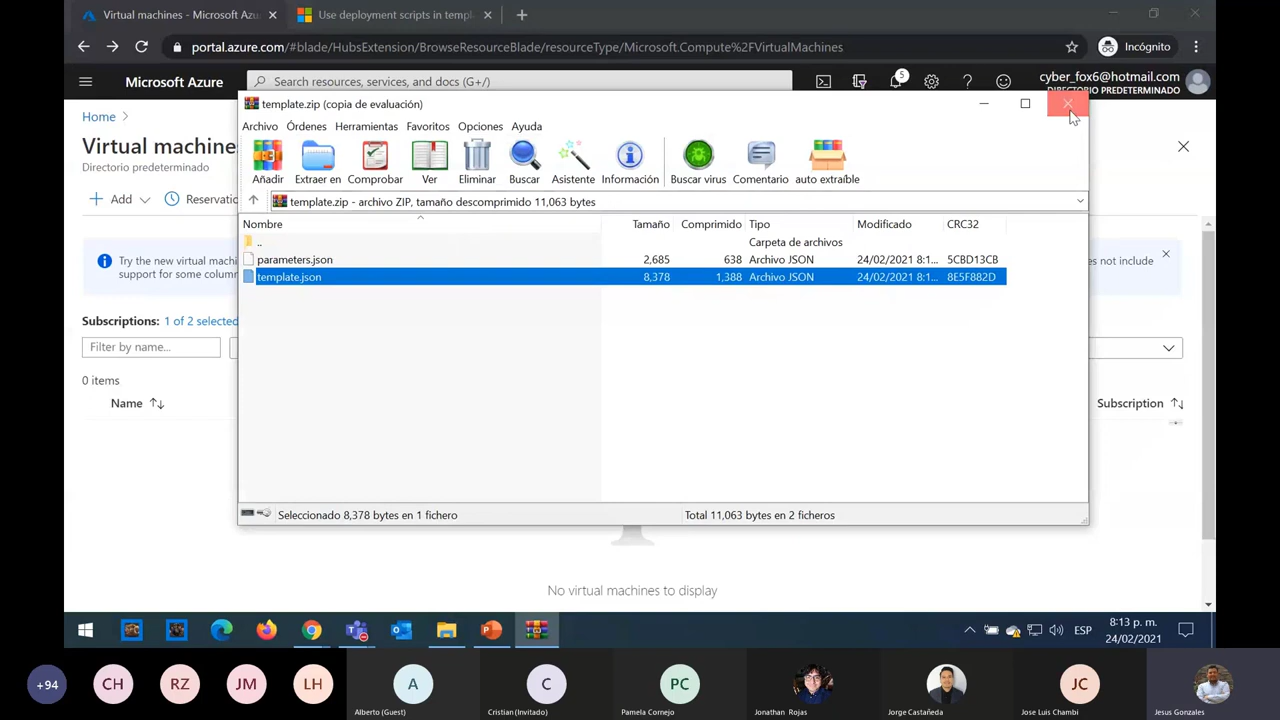 Virtual machines - Microsoft Azu
Use deployment scripts in templ
portal.azure.com/#blade/HubsExtension/BrowseResourceBlade/resourceType/Microsoft.Compute%2FVirtualMachines
Incógnito
Microsoft Azure
Search resources, services, and docs (G+/)
5
cyber_fox6@hotmail.com
DIRECTORIO PREDETERMINADO
Home
Virtual machine
Directorio predeterminado
Add
Reservatio
template.zip (copia de evaluación)
Archivo Órdenes Herramientas Favoritos Opciones Ayuda
Añadir Extraer en Comprobar Ver Eliminar Buscar Asistente Información Buscar virus Comentario auto extraíble
template.zip - archivo ZIP, tamaño descomprimido 11,063 bytes
Nombre Tamaño Comprimido Tipo Modificado CRC32
.. Carpeta de archivos
parameters.json 2,685 638 Archivo JSON 24/02/2021 8:1... 5CBD13CB
template.json 8,378 1,388 Archivo JSON 24/02/2021 8:1... 8E5F882D
Seleccionado 8,378 bytes en 1 fichero
Total 11,063 bytes en 2 ficheros
Try the new virtual
support for some colum
es not include
Subscriptions: 1 of 2 selected
Filter by name...
0 items
Name
Subscription
No virtual machines to display
ESP
8:13 p. m.
24/02/2021
+94
CH
RZ
JM
LH
A
Alberto (Guest)
C
Cristian (Invitado)
PC
Pamela Cornejo
Jonathan Rojas
Jorge Castañeda
JC
Jose Luis Chambi
Jesus Gonzales